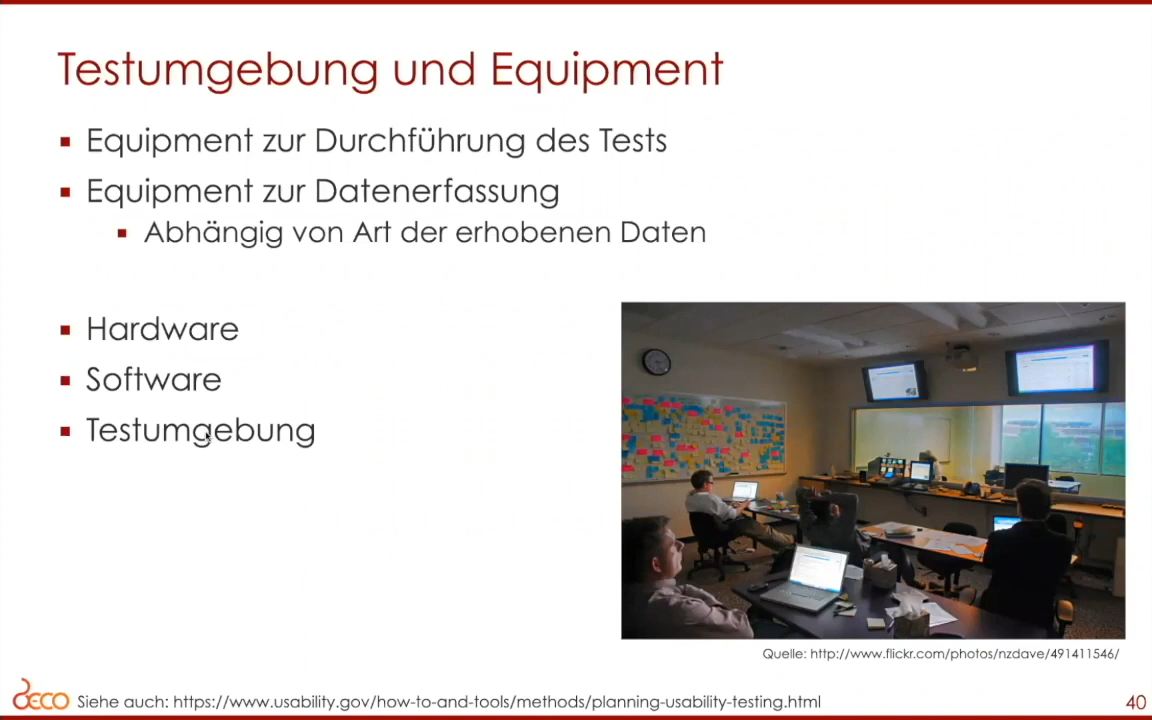 Testumgebung und Equipment
Equipment zur Durchführung des Tests
Equipment zur Datenerfassung
Abhängig von Art der erhobenen Daten
Hardware
Software
Testumgebung
Quelle: http://www.flickr.com/photos/nzdave/491411546/
DECO Siehe auch: https://www.usability.gov/how-to-and-tools/methods/planning-usability-testing.html
40